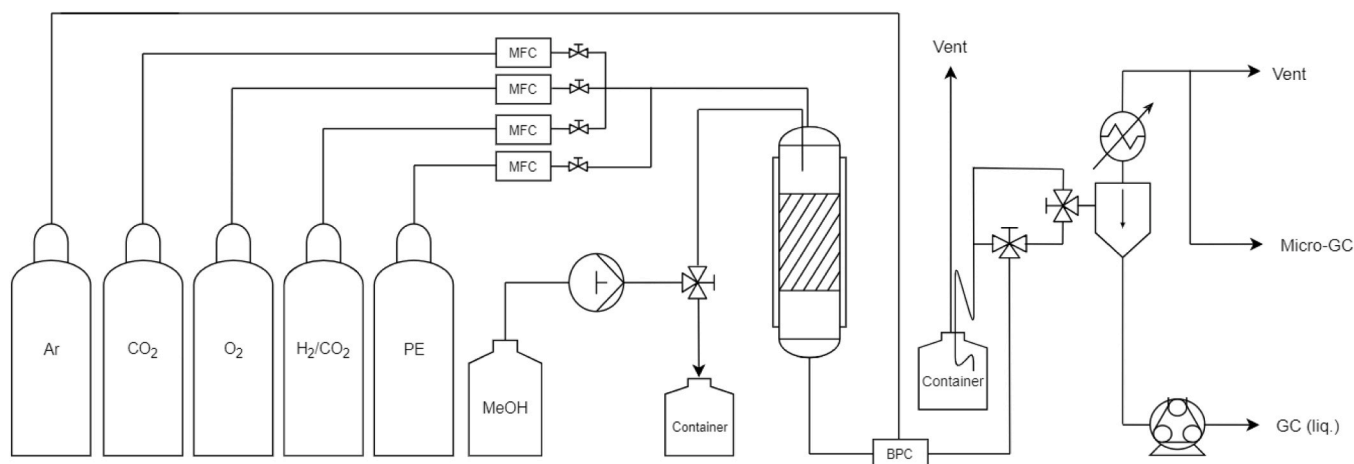 MFC
Vent
Vent
MFC
MFC
MFC
Micro-GC
Ar
CO₂
O₂
H₂/CO₂
PE
Container
MeOH
Container
GC (liq.)
BPC